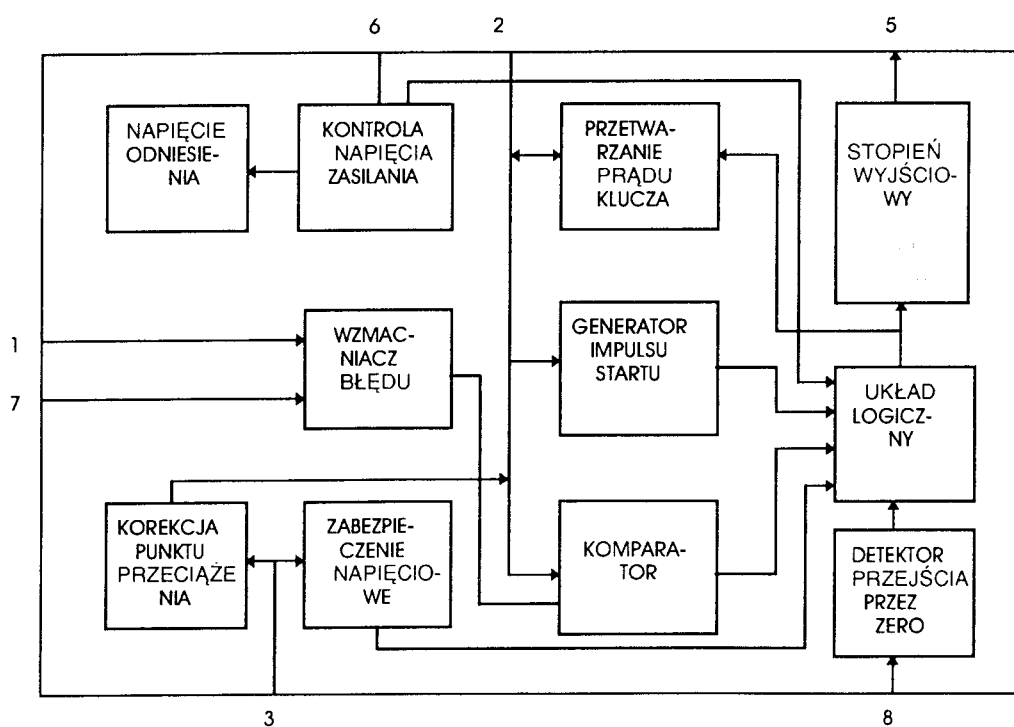 6 2 5
NAPIĘCIE
ODNIESIE-
NIA
KONTROLA
NAPIĘCIA
ZASILANIA
PRZETWA-
RZANIE
PRĄDU
KLUCZA
STOPIEŃ
WYJŚCIO-
WY
1
7
WZMAC-
NIACZ
BŁĘDU
GENERATOR
IMPULSU
STARTU
UKŁAD
LOGICZ-
NY
KOREKCJA
PUNKTU
PRZECIĄŻE
NIA
ZABEZPIE-
CZENIE
NAPIĘCIO-
WE
KOMPARA-
TOR
DETEKTOR
PRZEJŚCIA
PRZEZ
ZERO
3 8